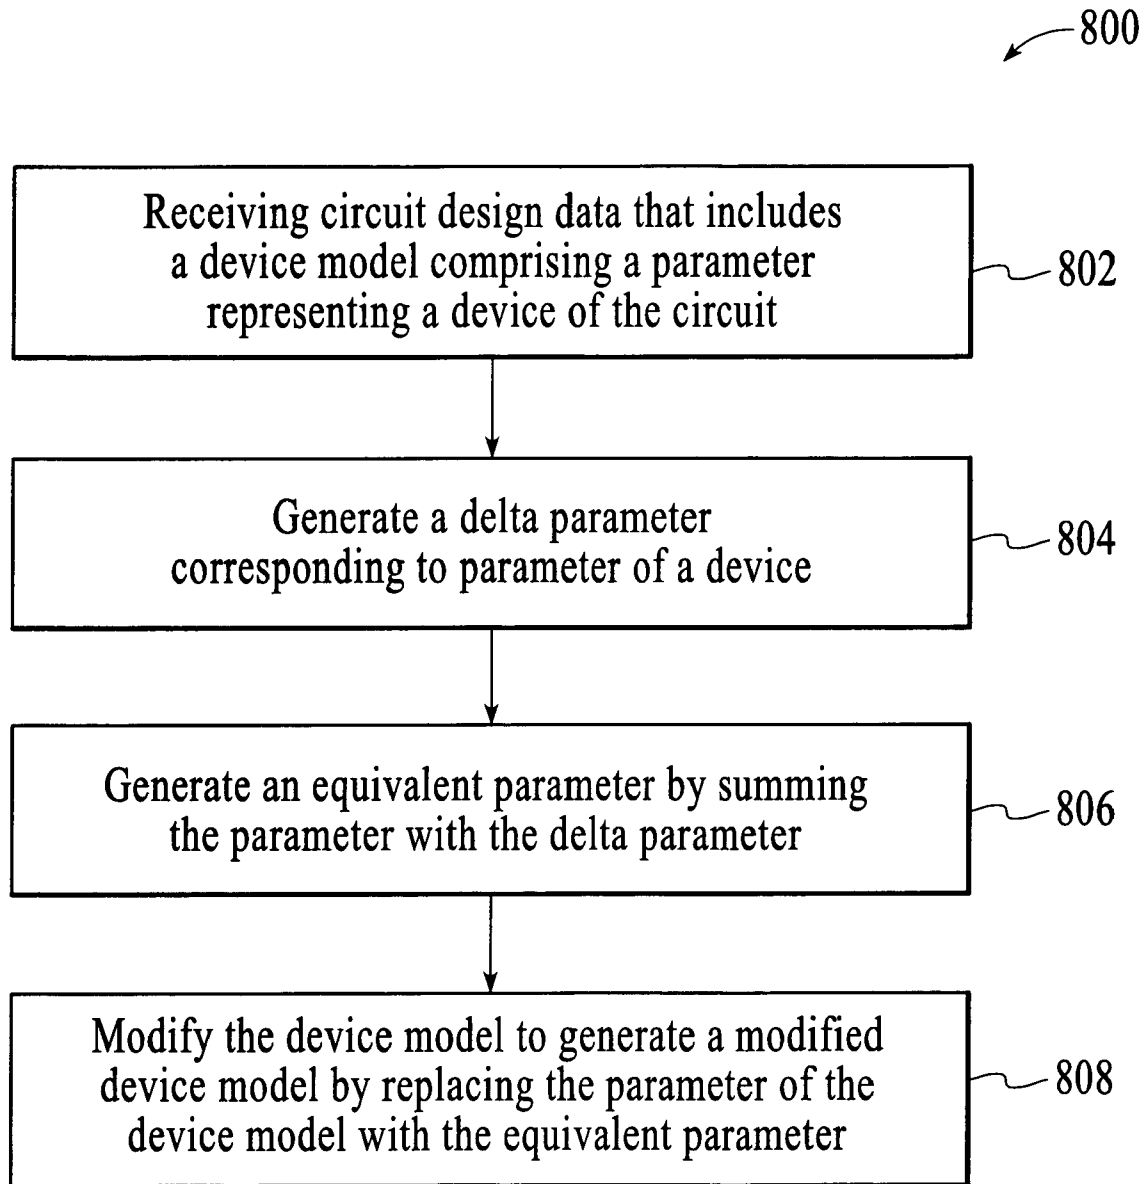 800
Receiving circuit design data that includes
a device model comprising a parameter
representing a device of the circuit
802
Generate a delta parameter
corresponding to parameter of a device
804
Generate an equivalent parameter by summing
the parameter with the delta parameter
806
Modify the device model to generate a modified
device model by replacing the parameter of the
device model with the equivalent parameter
808